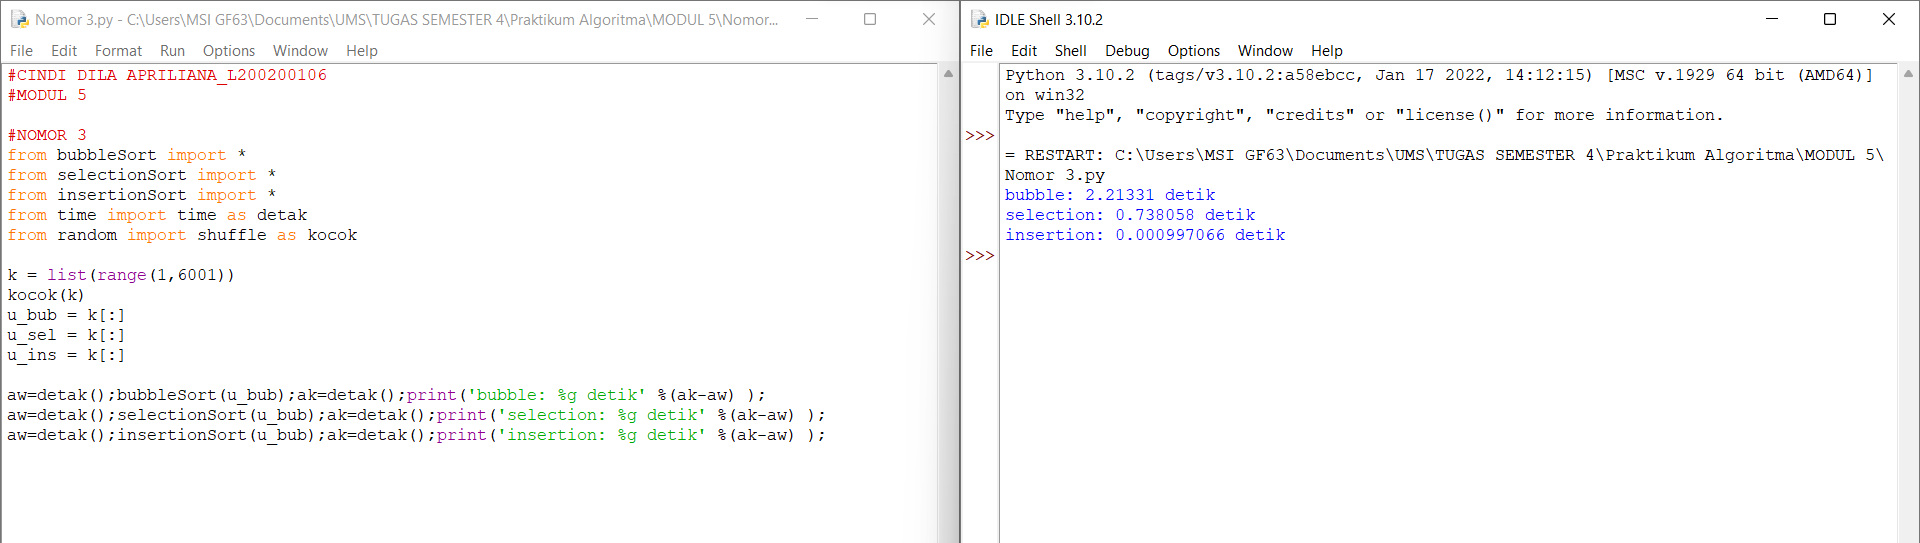 Nomor 3.py - C:\Users\MSI GF63\Documents\UMS\TUGAS SEMESTER 4\Praktikum Algoritma\MODUL 5\Nomor...
File Edit Format Run Options Window Help
#CINDI DILA APRILIANA_L200200106
#MODUL 5
#NOMOR 3
from bubbleSort import *
from selectionSort import *
from insertionSort import *
from time import time as detak
from random import shuffle as kocok
k = list(range(1,6001))
kocok(k)
u_bub = k[:]
u_sel = k[:]
u_ins = k[:]
aw=detak();bubbleSort(u_bub);ak=detak();print('bubble: %g detik' %(ak-aw) );
aw=detak();selectionSort(u_bub);ak=detak();print('selection: %g detik' %(ak-aw) );
aw=detak();insertionSort(u_bub);ak=detak();print('insertion: %g detik' %(ak-aw) );
IDLE Shell 3.10.2
File Edit Shell Debug Options Window Help
Python 3.10.2 (tags/v3.10.2:a58ebcc, Jan 17 2022, 14:12:15) [MSC v.1929 64 bit (AMD64)]
on win32
Type "help", "copyright", "credits" or "license()" for more information.
>>>
= RESTART: C:\Users\MSI GF63\Documents\UMS\TUGAS SEMESTER 4\Praktikum Algoritma\MODUL 5\
Nomor 3.py
bubble: 2.21331 detik
selection: 0.738058 detik
insertion: 0.000997066 detik
>>>